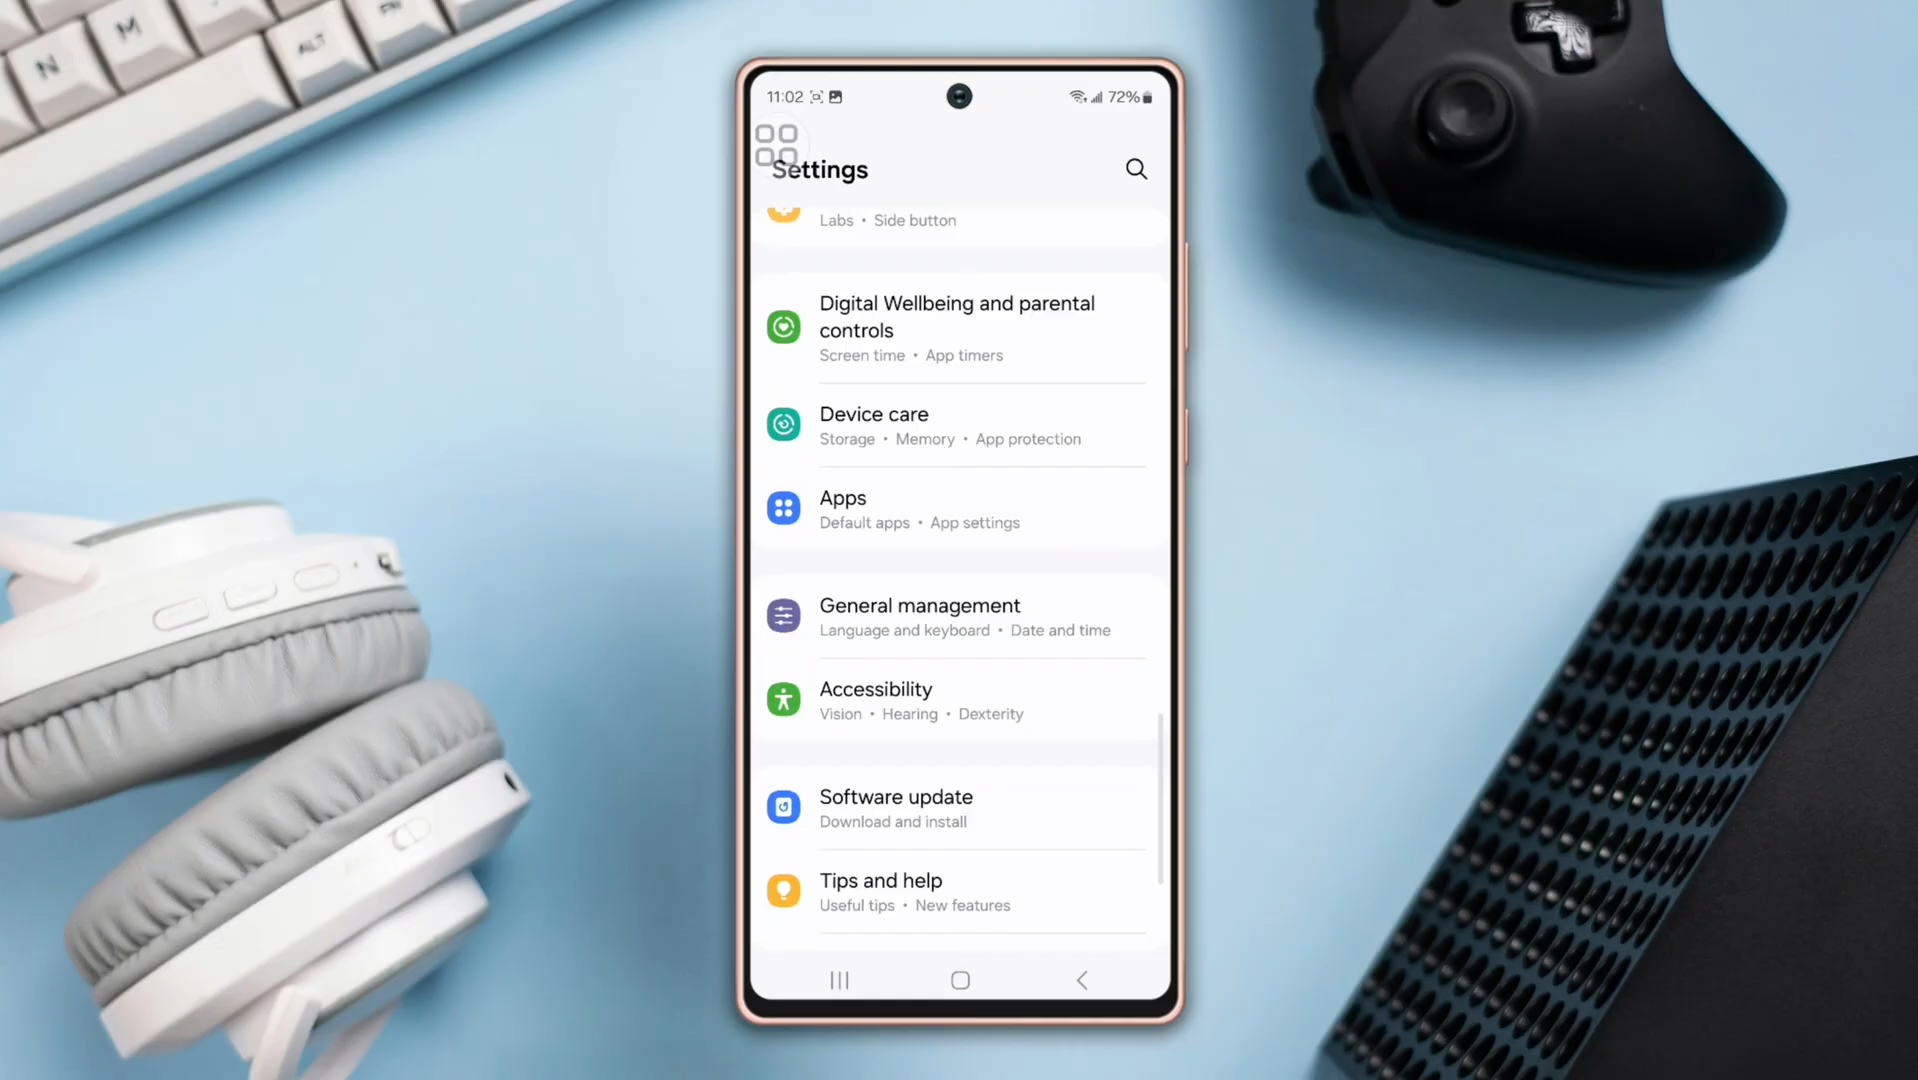 N
M
ALT
FN
11:02
72%
Settings
Labs • Side button
Digital Wellbeing and parental
controls
Screen time • App timers
Device care
Storage • Memory • App protection
Apps
Default apps • App settings
General management
Language and keyboard • Date and time
Accessibility
Vision • Hearing • Dexterity
Software update
Download and install
Tips and help
Useful tips • New features